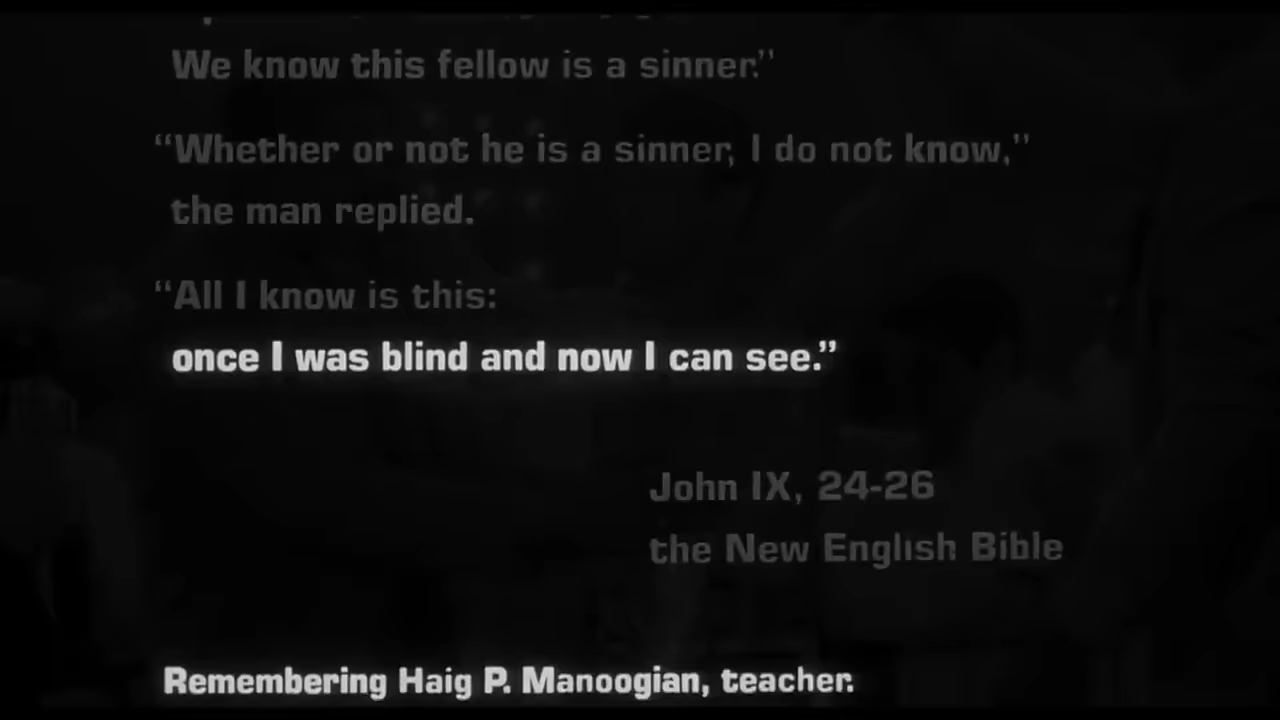 We know this fellow is a sinner.”
“Whether or not he is a sinner, I do not know,”
the man replied.
“All I know is this:
once I was blind and now I can see.”
John IX, 24-26
the New English Bible
Remembering Haig P. Manoogian, teacher.